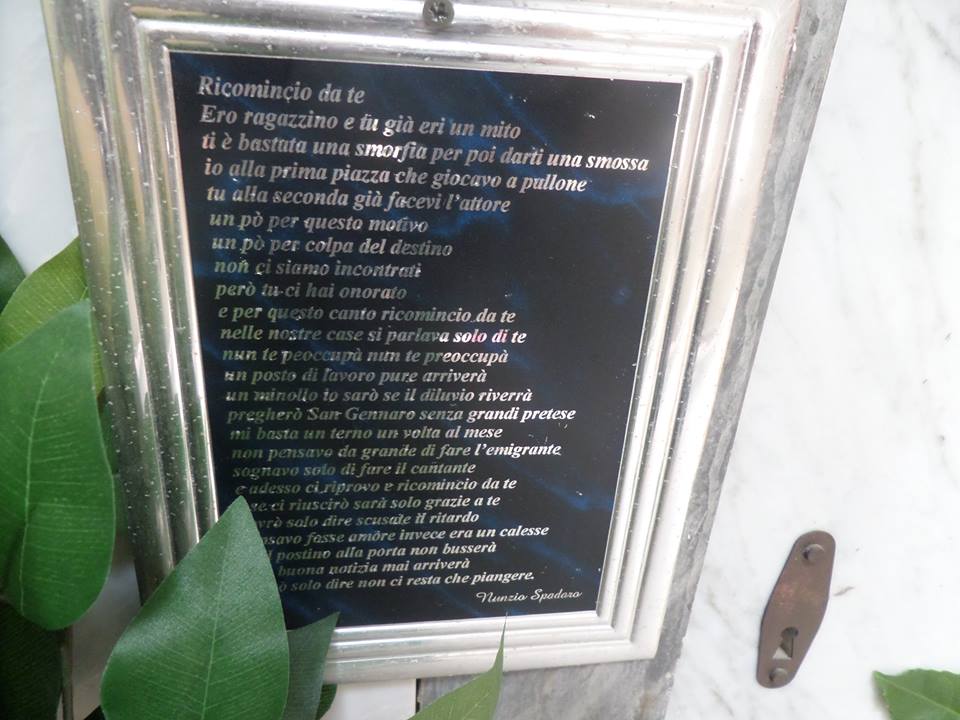 Ricomincio da te
Ero ragazzino e tu già eri un mito
ti è bastata una smorfia per poi darti una smossa
io alla prima piazza che giocavo a pallone
tu alla seconda già facevi l'attore
un pò per questo motivo
un pò per colpa del destino
non ci siamo incontrati
però tu ci hai onorato
e per questo canto ricomincio da te
nelle nostre case si parlava solo di te
nun te peoccupà nun te preoccupà
un posto di lavoro pure arriverà
un minollo io sarò se il diluvio riverrà
pregherò San Gennaro senza grandi pretese
mi basta un terno un volta al mese
non pensavo da grande di fare l'emigrante
sognavo solo di fare il cantante
e adesso ci riprovo e ricomincio da te
se ci riuscirò sarà solo grazie a te
solo dire scusate il ritardo
fosse amore invece era un calesse
postino alla porta non busserà
buona notizia mai arriverà
solo dire non ci resta che piangere.
Nunzio Spadaro